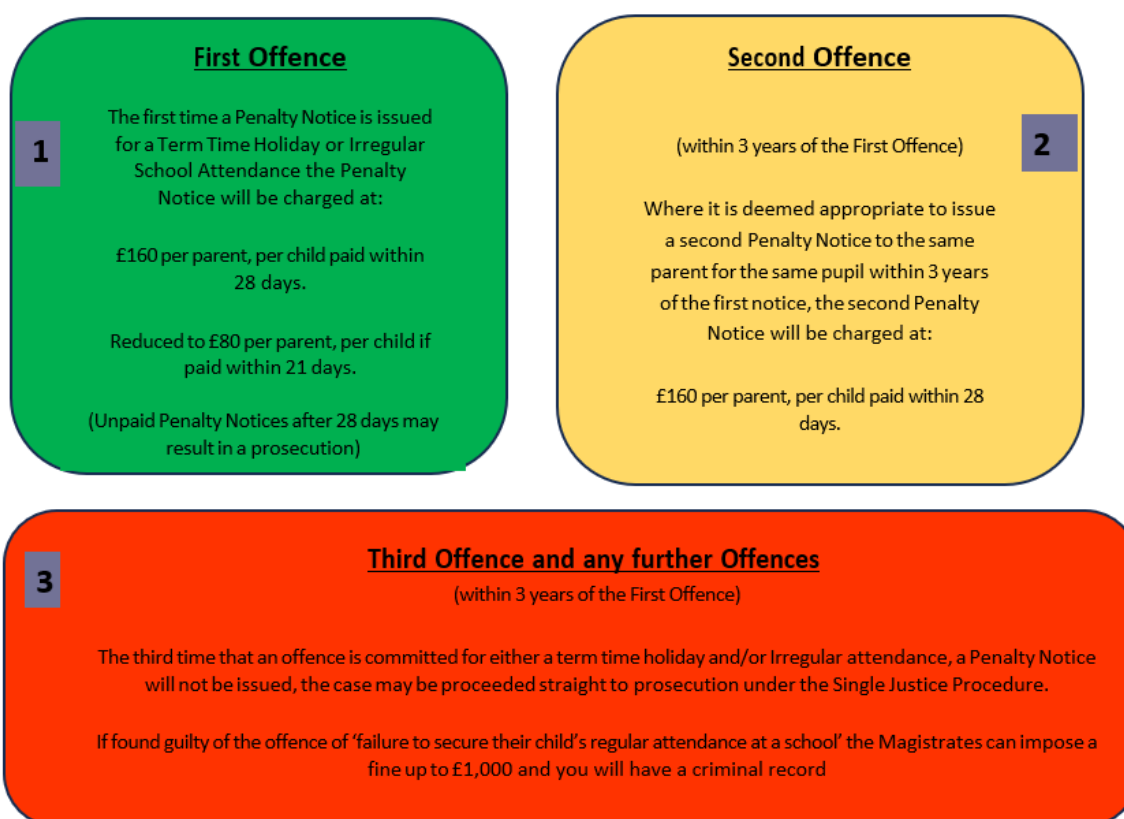 First Offence
1
The first time a Penalty Notice is issued
for a Term Time Holiday or Irregular
School Attendance the Penalty
Notice will be charged at:
£160 per parent, per child paid within
28 days.
Reduced to £80 per parent, per child if
paid within 21 days.
(Unpaid Penalty Notices after 28 days may
result in a prosecution)
Second Offence
2
(within 3 years of the First Offence)
Where it is deemed appropriate to issue
a second Penalty Notice to the same
parent for the same pupil within 3 years
of the first notice, the second Penalty
Notice will be charged at:
£160 per parent, per child paid within 28
days.
3
Third Offence and any further Offences
(within 3 years of the First Offence)
The third time that an offence is committed for either a term time holiday and/or Irregular attendance, a Penalty Notice
will not be issued, the case may be proceeded straight to prosecution under the Single Justice Procedure.
If found guilty of the offence of ‘failure to secure their child’s regular attendance at a school’ the Magistrates can impose a
fine up to £1,000 and you will have a criminal record